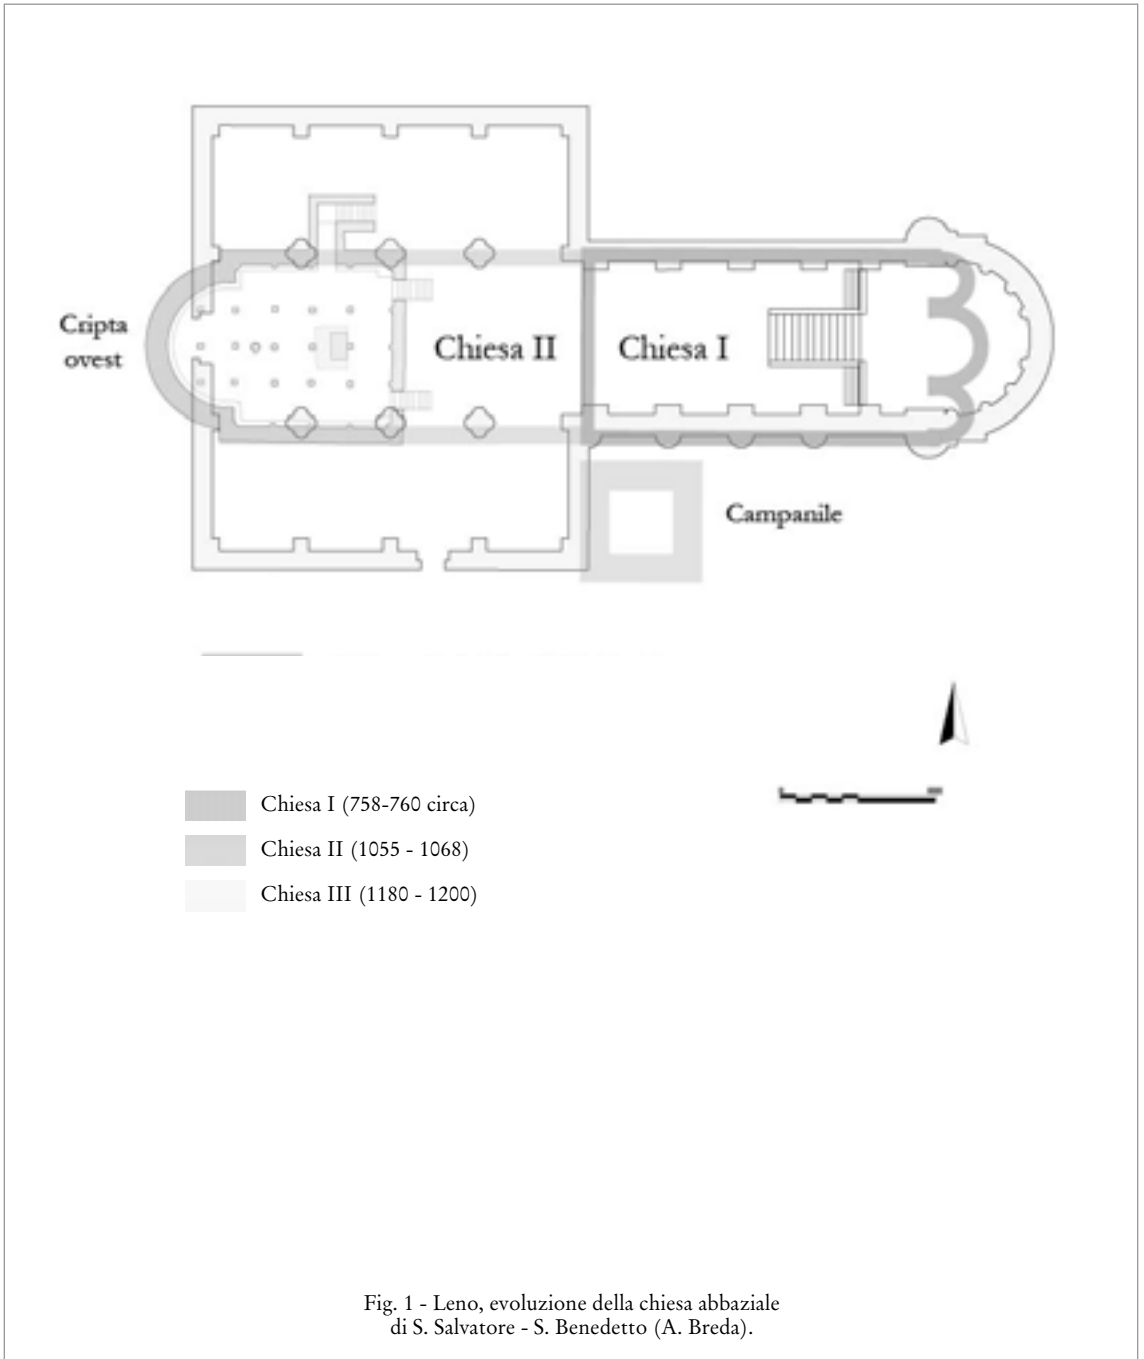 Cripta
ovest
Chiesa II
Chiesa I
Campanile
Chiesa I (758-760 circa)
Chiesa II (1055 - 1068)
Chiesa III (1180 - 1200)
Fig. 1 - Leno, evoluzione della chiesa abbaziale
di S. Salvatore - S. Benedetto (A. Breda).